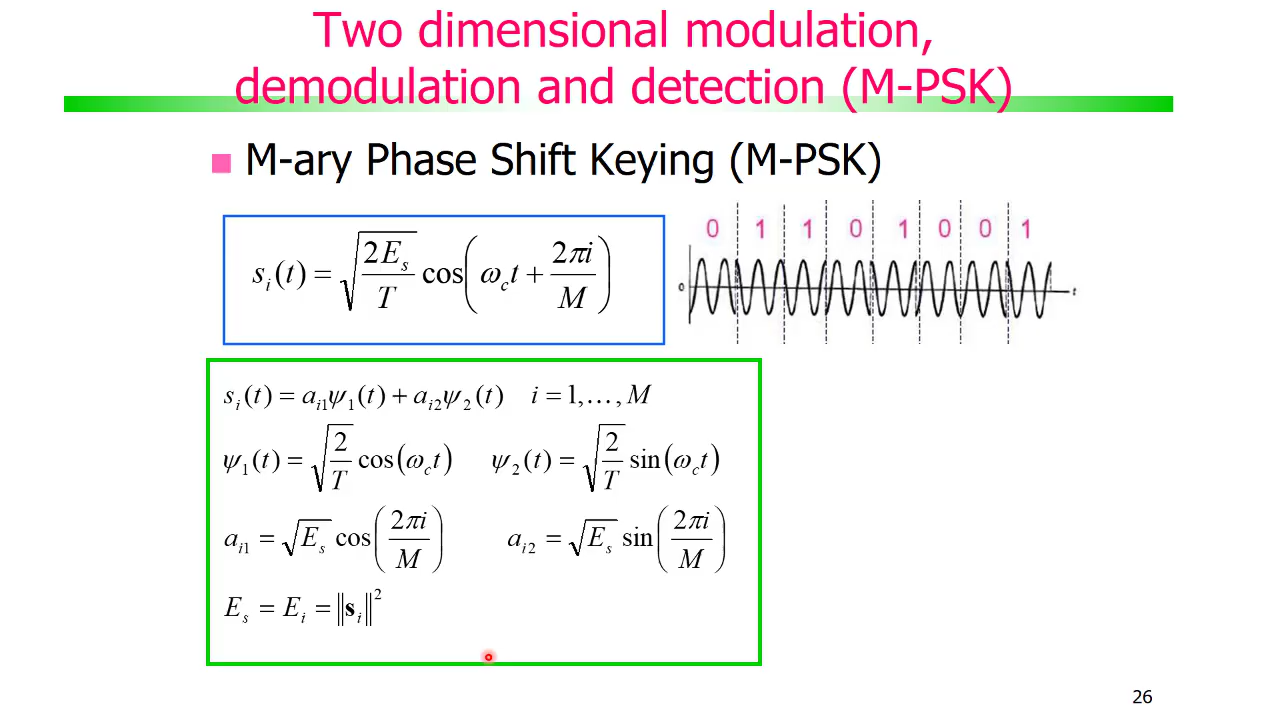 Two dimensional modulation,
demodulation and detection (M-PSK)
M-ary Phase Shift Keying (M-PSK)
s_i(t) = √(2E_s/T) cos(ω_c t + 2πi/M)
0 1 1 0 1 0 0 1
o t
s_i(t) = a_i1 ψ_1(t) + a_i2 ψ_2(t) i = 1,…, M
ψ_1(t) = √(2/T) cos(ω_c t) ψ_2(t) = √(2/T) sin(ω_c t)
a_i1 = √E_s cos(2πi/M) a_i2 = √E_s sin(2πi/M)
E_s = E_i = ‖s_i‖²
26